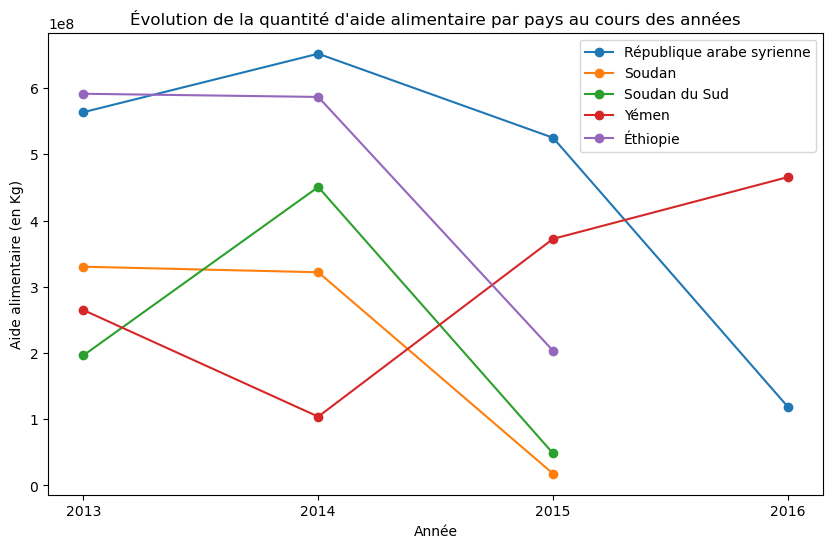 Évolution de la quantité d'aide alimentaire par pays au cours des années
1e8
République arabe syrienne
Soudan
Soudan du Sud
Yémen
Éthiopie
Aide alimentaire (en Kg)
6
5
4
3
2
1
0
2013 2014 2015 2016
Année